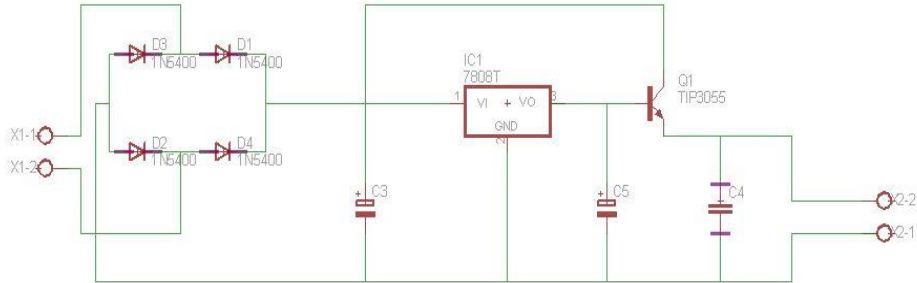 D3
1N5400
D1
1N5400
IC1
7808T
1
VI
VO
3
GND
2
Q1
TIP3055
X1-1
X1-2
D2
1N5400
D4
1N5400
C3
+
C5
+
C4
+
X2-2
X2-1